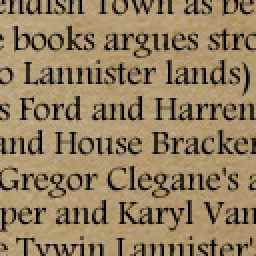 endish Town as be
e books argues stro
o Lannister lands)
s Ford and Harren
and House Bracker
Gregor Clegane's a
per and Karyl Van
e Tywin Lannister'